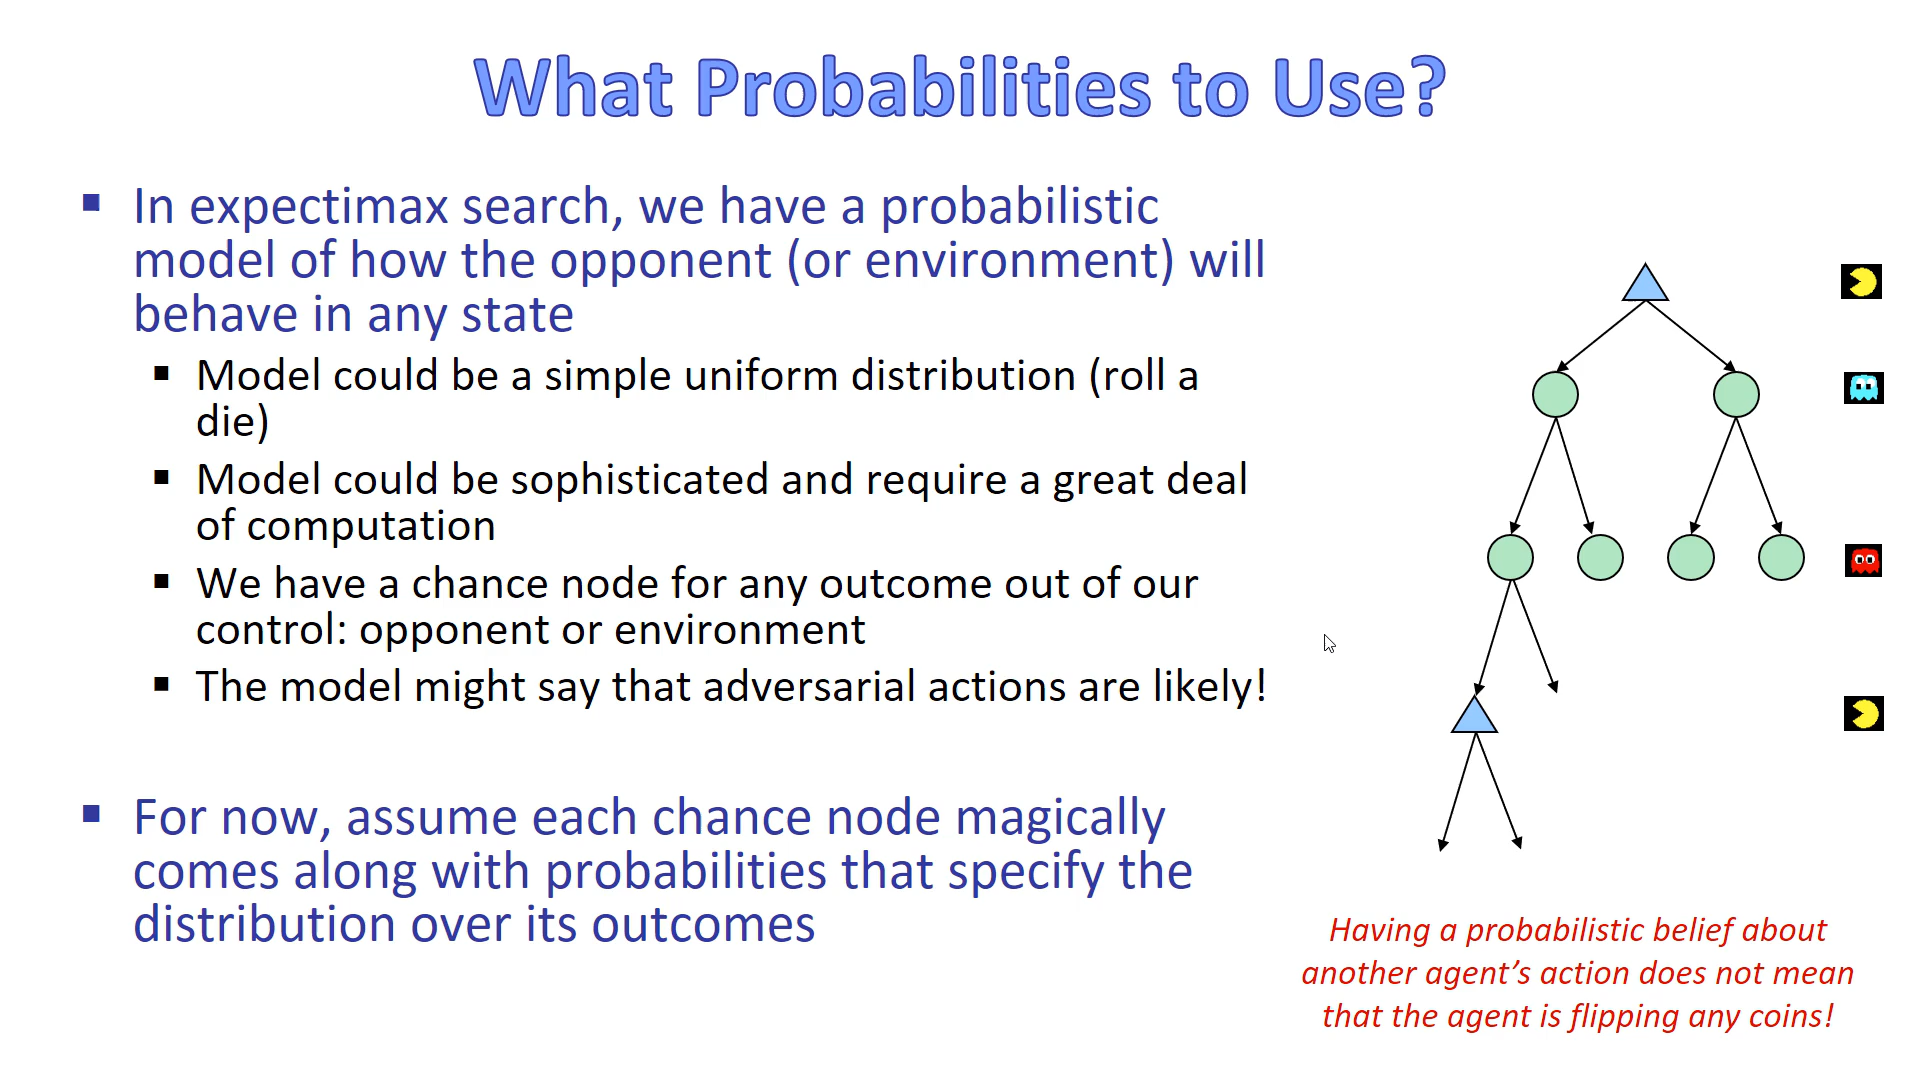 What Probabilities to Use?
In expectimax search, we have a probabilistic
model of how the opponent (or environment) will
behave in any state
Model could be a simple uniform distribution (roll a
die)
Model could be sophisticated and require a great deal
of computation
We have a chance node for any outcome out of our
control: opponent or environment
The model might say that adversarial actions are likely!
For now, assume each chance node magically
comes along with probabilities that specify the
distribution over its outcomes
Having a probabilistic belief about
another agent’s action does not mean
that the agent is flipping any coins!